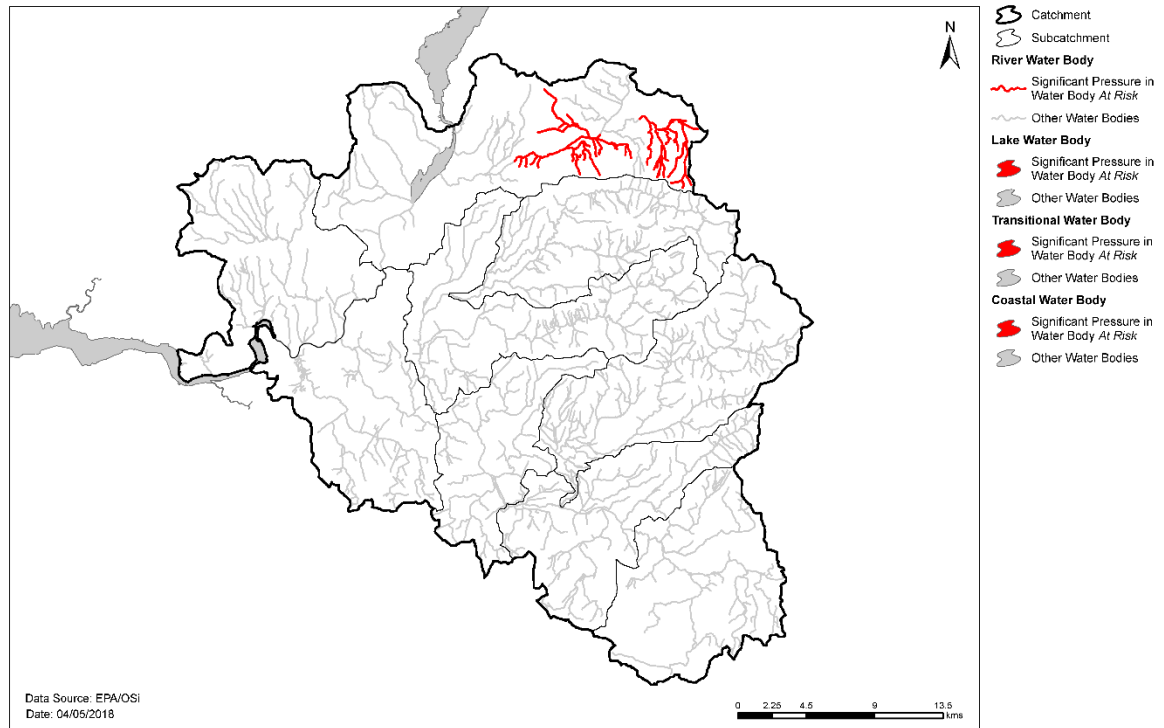 N
Catchment
Subcatchment
River Water Body
Significant Pressure in
Water Body At Risk
Other Water Bodies
Lake Water Body
Significant Pressure in
Water Body At Risk
Other Water Bodies
Transitional Water Body
Significant Pressure in
Water Body At Risk
Other Water Bodies
Coastal Water Body
Significant Pressure in
Water Body At Risk
Other Water Bodies
Data Source: EPA/OSi
Date: 04/05/2018
0 2.25 4.5 9 13.5
kms